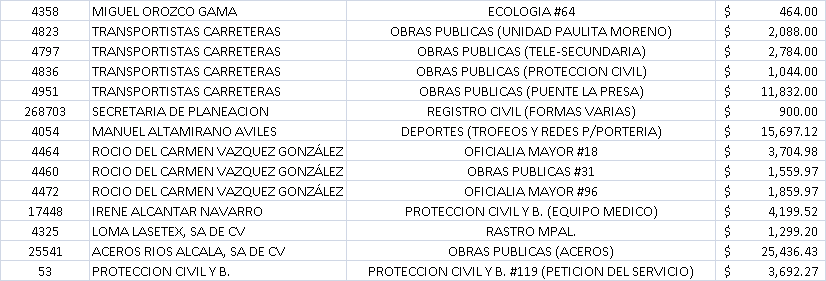 4358 MIGUEL OROZCO GAMA ECOLOGIA #64 $ 464.00
4823 TRANSPORTISTAS CARRETERAS OBRAS PUBLICAS (UNIDAD PAULITA MORENO) $ 2,088.00
4797 TRANSPORTISTAS CARRETERAS OBRAS PUBLICAS (TELE-SECUNDARIA) $ 2,784.00
4836 TRANSPORTISTAS CARRETERAS OBRAS PUBLICAS (PROTECCION CIVIL) $ 1,044.00
4951 TRANSPORTISTAS CARRETERAS OBRAS PUBLICAS (PUENTE LA PRESA) $ 11,832.00
268703 SECRETARIA DE PLANEACION REGISTRO CIVIL (FORMAS VARIAS) $ 900.00
4054 MANUEL ALTAMIRANO AVILES DEPORTES (TROFEOS Y REDES P/PORTERIA) $ 15,697.12
4464 ROCIO DEL CARMEN VAZQUEZ GONZÁLEZ OFICIALIA MAYOR #18 $ 3,704.98
4460 ROCIO DEL CARMEN VAZQUEZ GONZÁLEZ OBRAS PUBLICAS #31 $ 1,559.97
4472 ROCIO DEL CARMEN VAZQUEZ GONZÁLEZ OFICIALIA MAYOR #96 $ 1,859.97
17448 IRENE ALCANTAR NAVARRO PROTECCION CIVIL Y B. (EQUIPO MEDICO) $ 4,199.52
4325 LOMA LASETEX, SA DE CV RASTRO MPAL. $ 1,299.20
25541 ACEROS RIOS ALCALA, SA DE CV OBRAS PUBLICAS (ACEROS) $ 25,436.43
53 PROTECCION CIVIL Y B. PROTECCION CIVIL Y B. #119 (PETICION DEL SERVICIO) $ 3,692.27